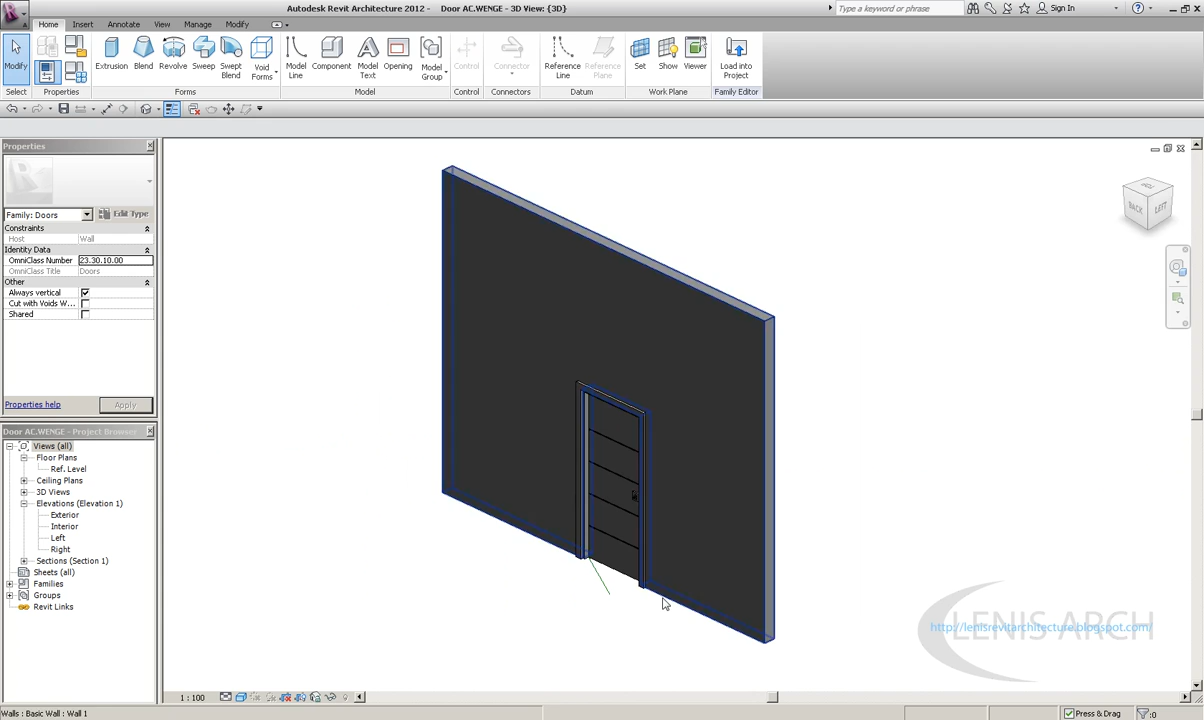 Autodesk Revit Architecture 2012 - Door AC.WENGE - 3D View: {3D}
Type a keyword or phrase
Sign In
Home Insert Annotate View Manage Modify
Modify
Extrusion Blend Revolve Sweep Swept Blend Void Forms
Model Line Component Model Text Opening Model Group
Control Connector Reference Line Reference Plane
Set Show Viewer Load into Project
Select Properties Forms Model Control Connectors Datum Work Plane Family Editor
Properties
Family: Doors Edit Type
Constraints
Host Wall
Identity Data
OmniClass Number 23.30.10.00
OmniClass Title Doors
Other
Always vertical
Cut with Voids W...
Shared
Properties help Apply
Door AC.WENGE - Project Browser
Views (all)
Floor Plans
Ref. Level
Ceiling Plans
3D Views
Elevations (Elevation 1)
Exterior
Interior
Left
Right
Sections (Section 1)
Sheets (all)
Families
Groups
Revit Links
BACK LEFT
LENIS ARCH
http://lenisrevitarchitecture.blogspot.com/
1 : 100
Walls : Basic Wall : Wall 1
Press & Drag
:0